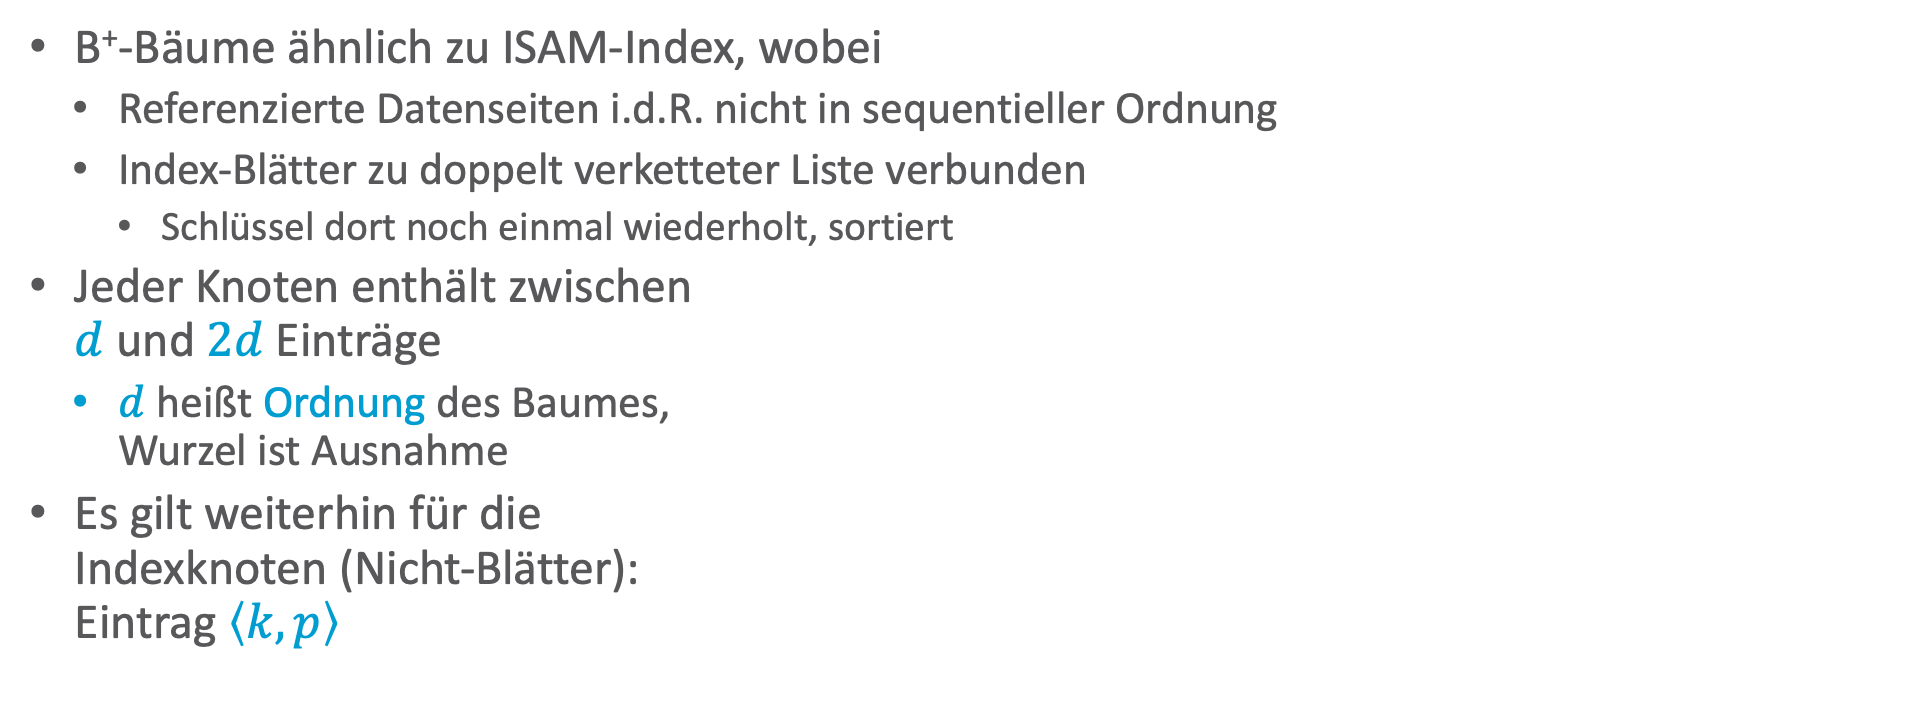 • B⁺-Bäume ähnlich zu ISAM-Index, wobei
• Referenzierte Datenseiten i.d.R. nicht in sequentieller Ordnung
• Index-Blätter zu doppelt verketteter Liste verbunden
• Schlüssel dort noch einmal wiederholt, sortiert
• Jeder Knoten enthält zwischen
d und 2d Einträge
• d heißt Ordnung des Baumes,
Wurzel ist Ausnahme
• Es gilt weiterhin für die
Indexknoten (Nicht-Blätter):
Eintrag ⟨k, p⟩